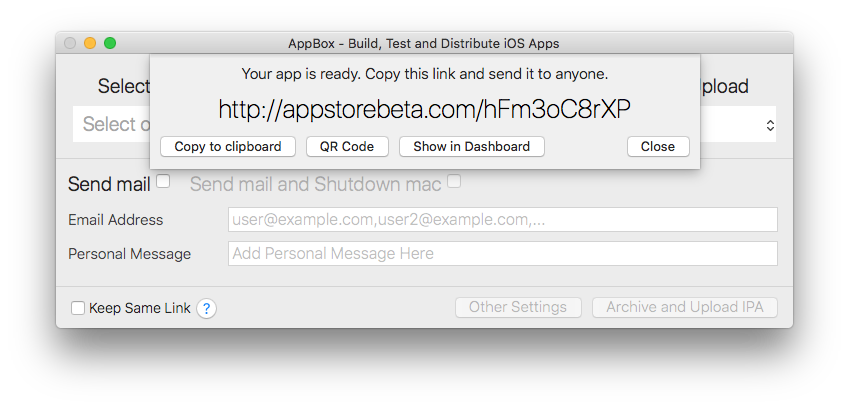 AppBox - Build, Test and Distribute iOS Apps
Your app is ready. Copy this link and send it to anyone.
Select
pload
http://appstorebeta.com/hFm3oC8rXP
Select o
Copy to clipboard QR Code Show in Dashboard Close
Send mail Send mail and Shutdown mac
Email Address user@example.com,user2@example.com,...
Personal Message Add Personal Message Here
Keep Same Link ? Other Settings Archive and Upload IPA